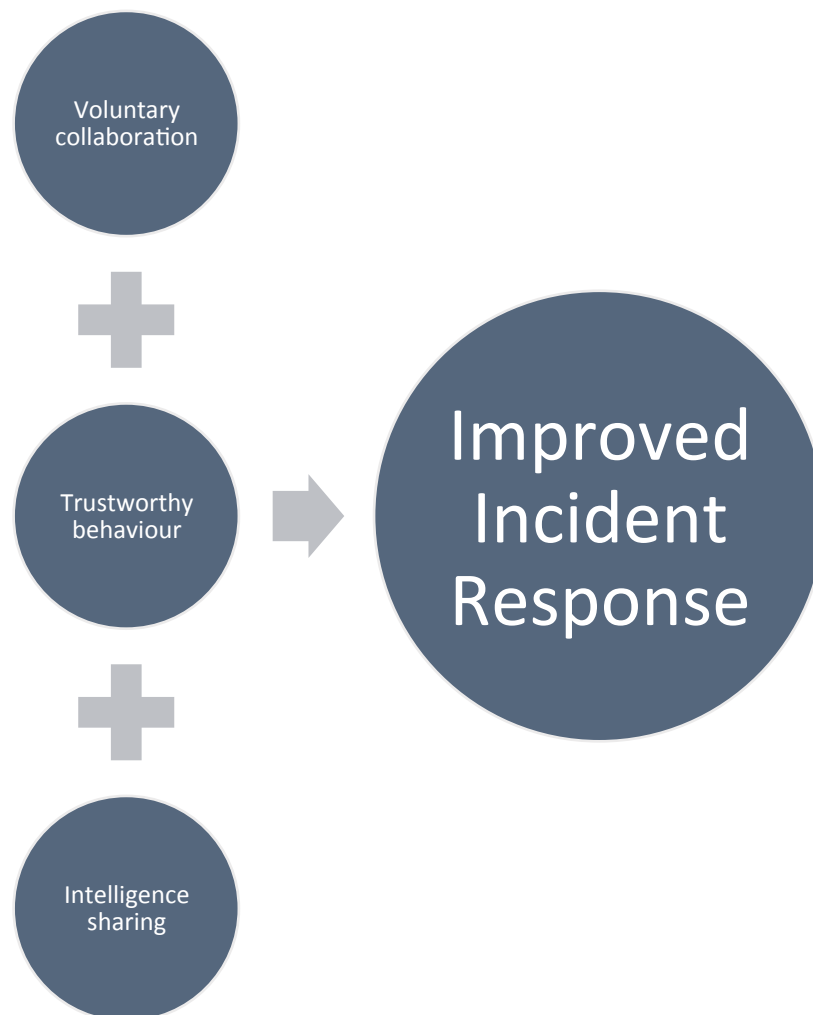 Voluntary
collaboration
Trustworthy
behaviour
Improved
Incident
Response
Intelligence
sharing